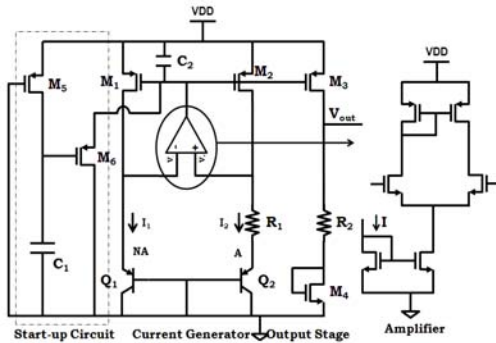 VDD
C₂
M₁
M₂
M₃
M₅
M₆
V_out
VDD
- +
V V
I₁
I₂
R₁
R₂
I
NA
A
C₁
Q₁
Q₂
M₄
Start-up Circuit
Current Generator
Output Stage
Amplifier